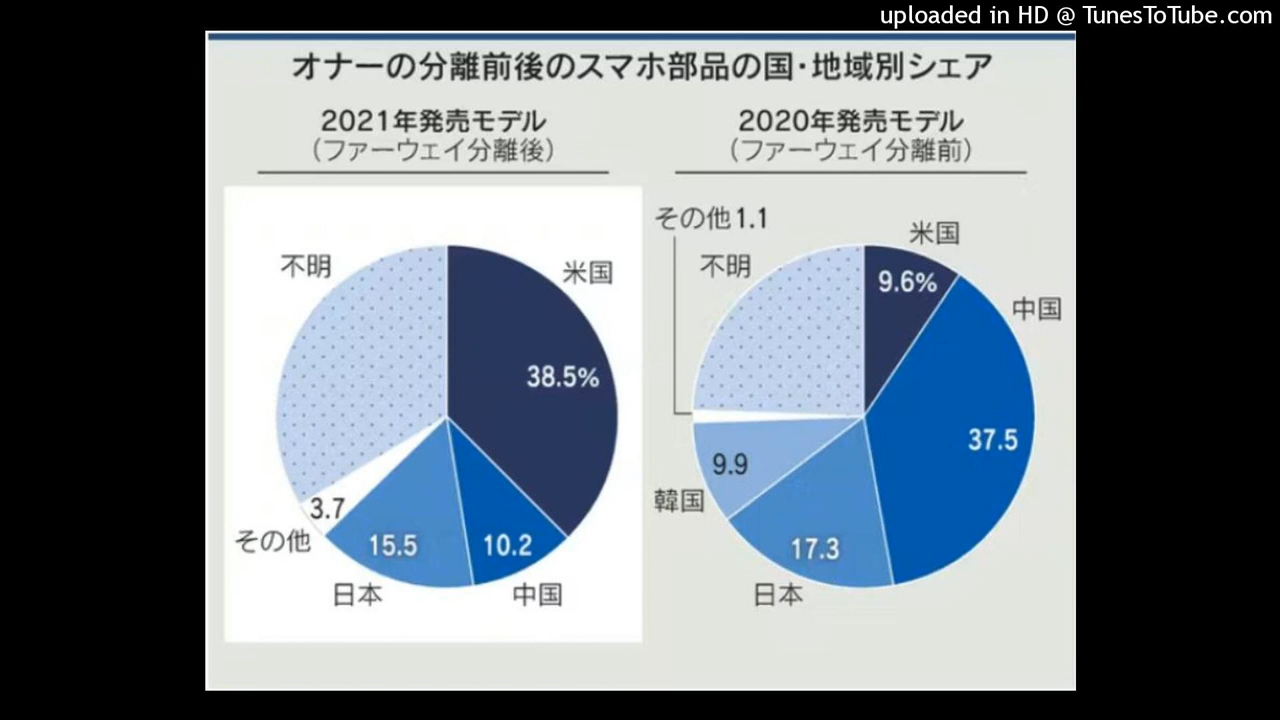 uploaded in HD @ TunesToTube.com
オナーの分離前後のスマホ部品の国・地域別シェア
2021年発売モデル
（ファーウェイ分離後）
不明
米国
38.5%
3.7
その他
15.5
10.2
日本
中国
2020年発売モデル
（ファーウェイ分離前）
その他1.1
米国
不明
9.6%
中国
37.5
9.9
韓国
17.3
日本